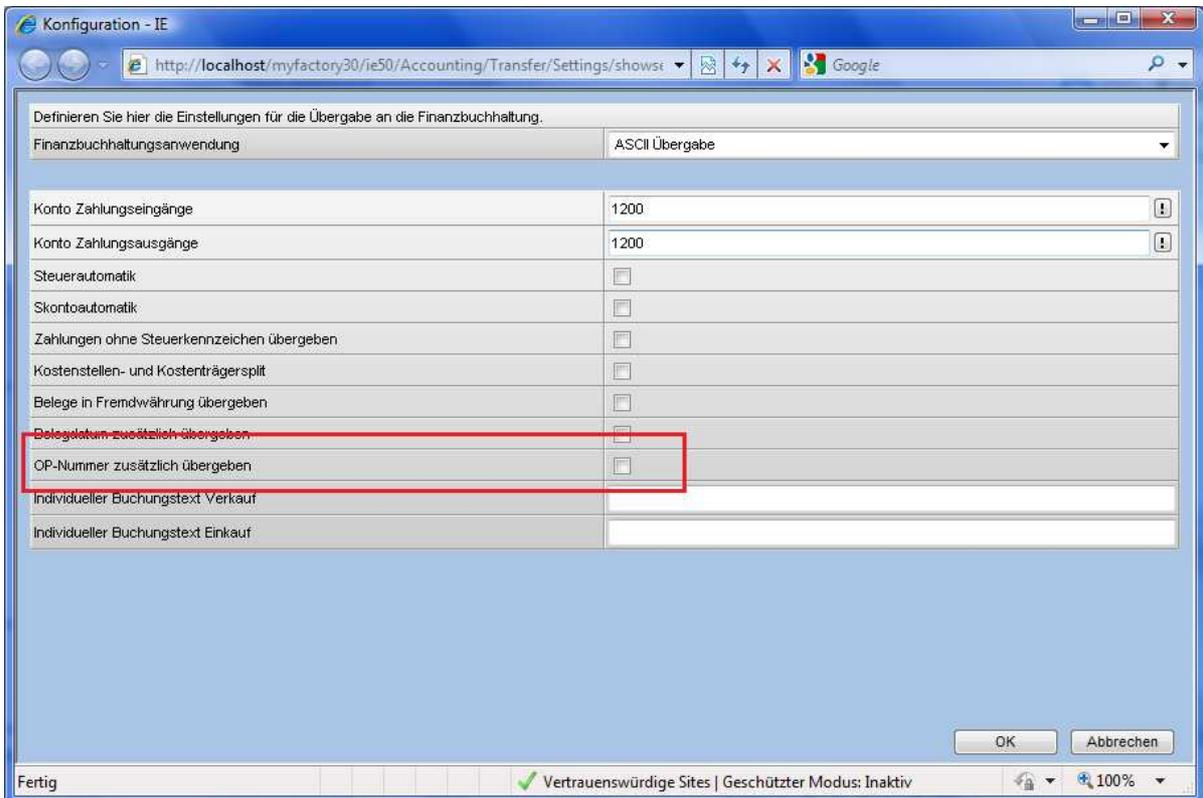 Konfiguration - IE
http://localhost/myfactory30/ie50/Accounting/Transfer/Settings/showse
Google
Definieren Sie hier die Einstellungen für die Übergabe an die Finanzbuchhaltung.
Finanzbuchhaltungsanwendung ASCII Übergabe
Konto Zahlungseingänge 1200
Konto Zahlungsausgänge 1200
Steuerautomatik
Skontoautomatik
Zahlungen ohne Steuerkennzeichen übergeben
Kostenstellen- und Kostenträgersplit
Belege in Fremdwährung übergeben
Belegdatum zusätzlich übergeben
OP-Nummer zusätzlich übergeben
Individueller Buchungstext Verkauf
Individueller Buchungstext Einkauf
OK Abbrechen
Fertig Vertrauenswürdige Sites | Geschützter Modus: Inaktiv 100%